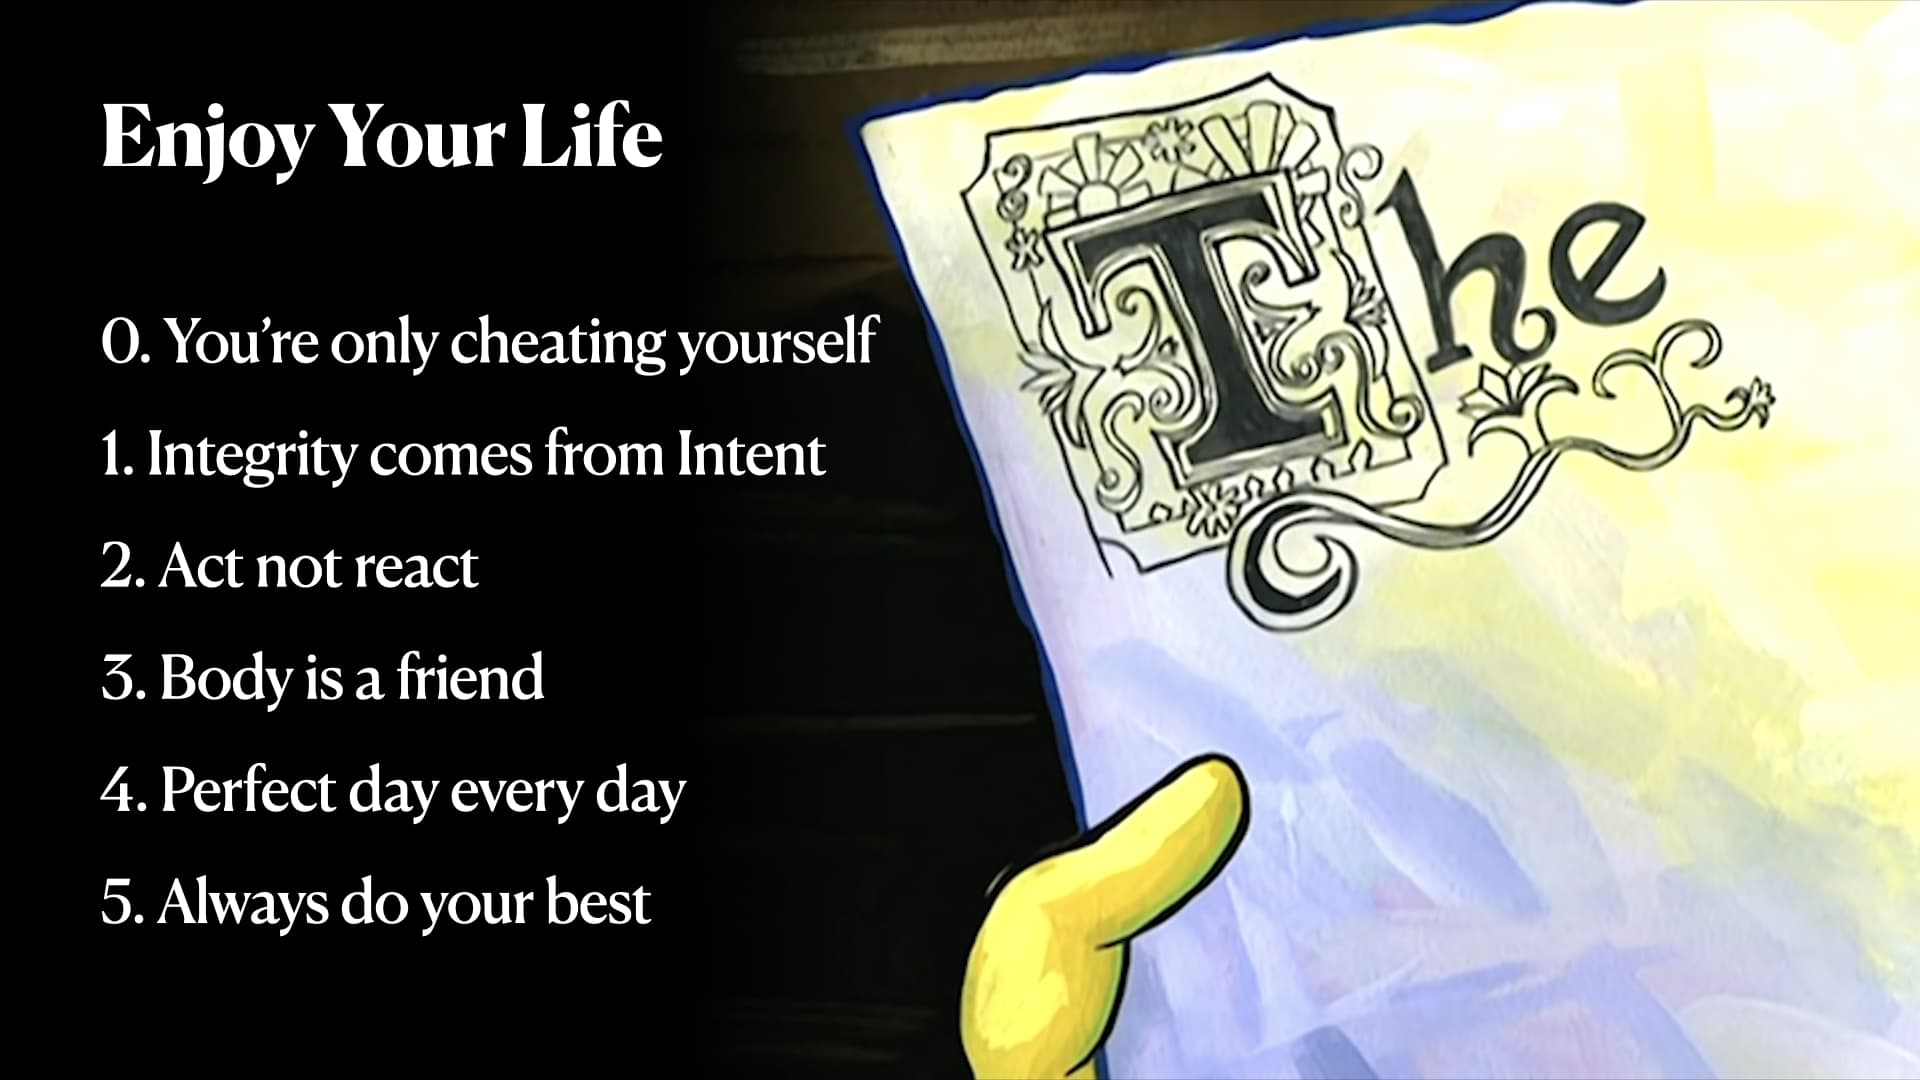 Enjoy Your Life
0. You’re only cheating yourself
1. Integrity comes from Intent
2. Act not react
3. Body is a friend
4. Perfect day every day
5. Always do your best
The